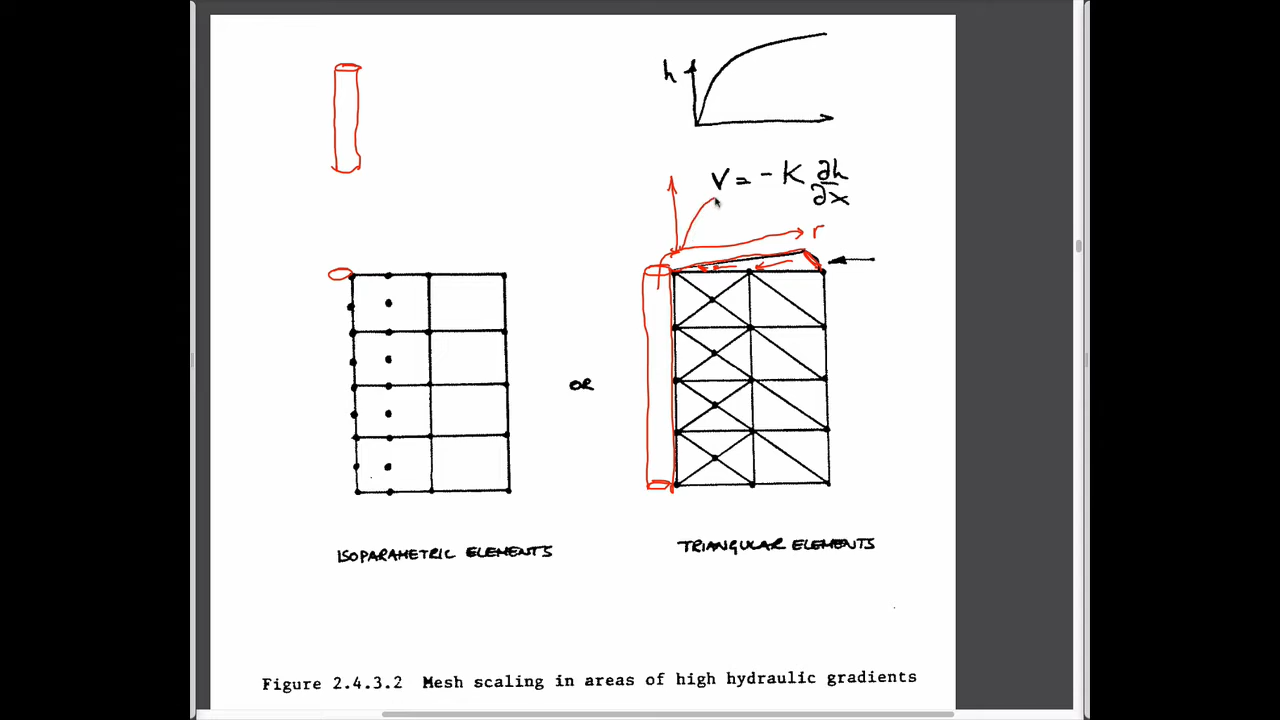 h
V = - K ∂h/∂x
r
OR
ISOPARAMETRIC ELEMENTS
TRIANGULAR ELEMENTS
Figure 2.4.3.2 Mesh scaling in areas of high hydraulic gradients